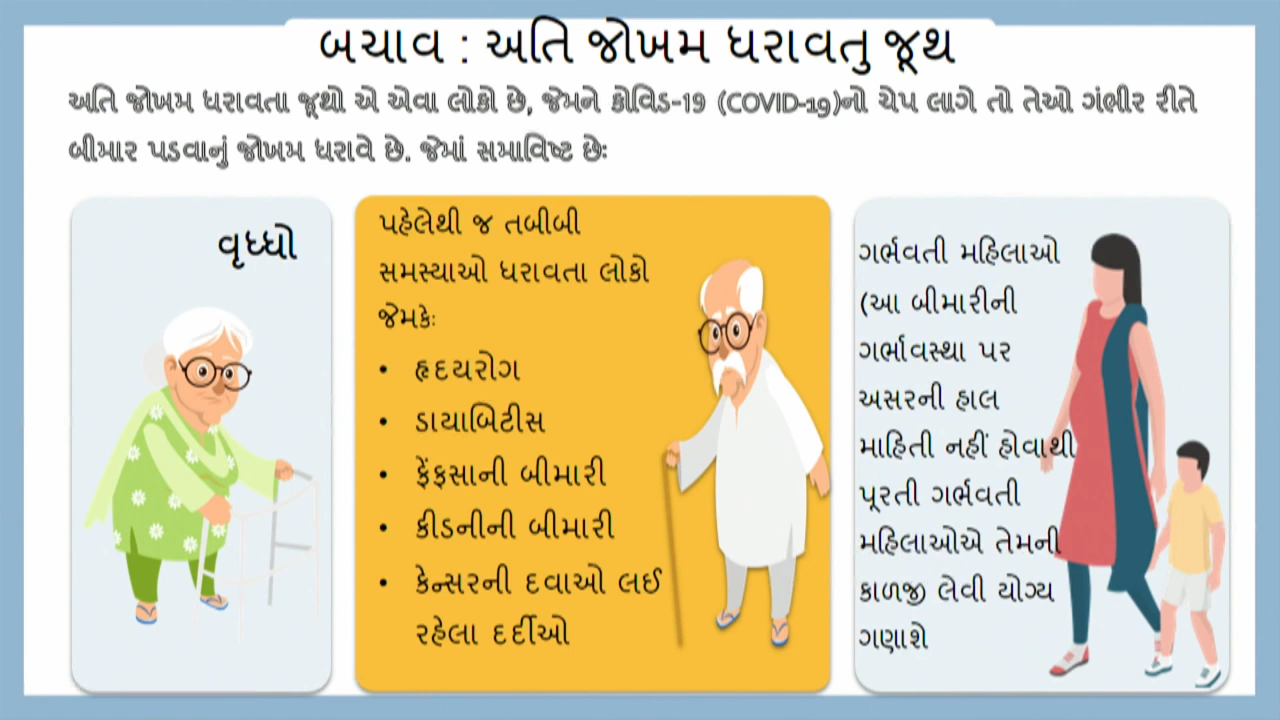 બચાવ : અતિ જોખમ ધરાવતુ જૂથ
અતિ જોખમ ધરાવતા જૂથો એ એવા લોકો છે, જેમને કોવિડ-19 (COVID-19)નો ચેપ લાગે તો તેઓ ગંભીર રીતે
બીમાર પડવાનું જોખમ ધરાવે છે. જેમાં સમાવિષ્ટ છેઃ
વૃધ્ધો
પહેલેથી જ તબીબી
સમસ્યાઓ ધરાવતા લોકો
જેમકેઃ
• હૃદયરોગ
• ડાયાબિટીસ
• ફેંફસાની બીમારી
• કીડનીની બીમારી
• કેન્સરની દવાઓ લઈ
રહેલા દર્દીઓ
ગર્ભવતી મહિલાઓ
(આ બીમારીની
ગર્ભાવસ્થા પર
અસરની હાલ
માહિતી નહીં હોવાથી
પૂરતી ગર્ભવતી
મહિલાઓએ તેમની
કાળજી લેવી યોગ્ય
ગણાશે